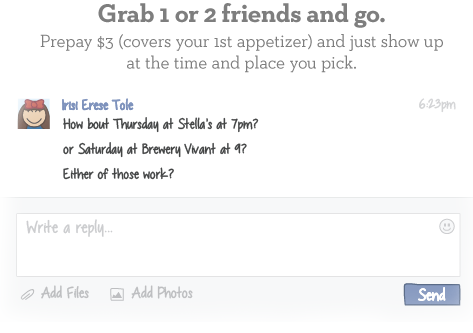 Grab 1 or 2 friends and go.
Prepay $3 (covers your 1st appetizer) and just show up
at the time and place you pick.
Irisi Erese Tole
6:23pm
How bout Thursday at Stella's at 7pm?
or Saturday at Brewery Vivant at 9?
Either of those work?
Write a reply...
Add Files
Add Photos
Send